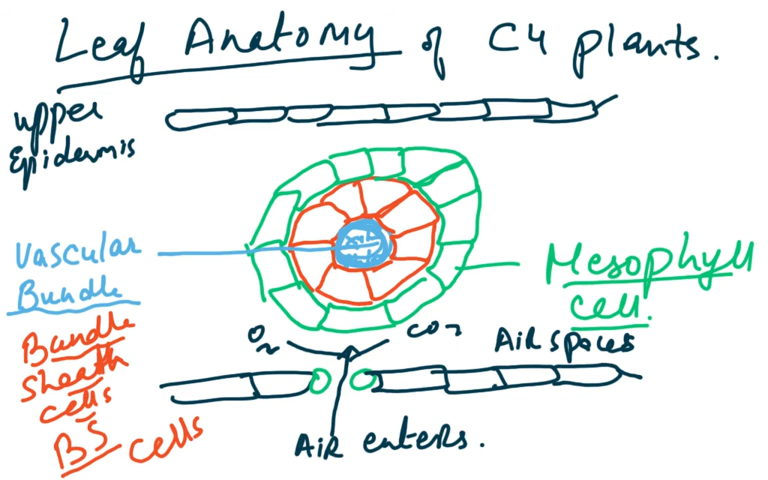 Leaf Anatomy of C4 plants.
upper
Epidermis
Vascular
Bundle
Mesophyll
cell.
Bundle
Sheath
cells
BS cells
O2
CO2
Air spaces
Air enters.